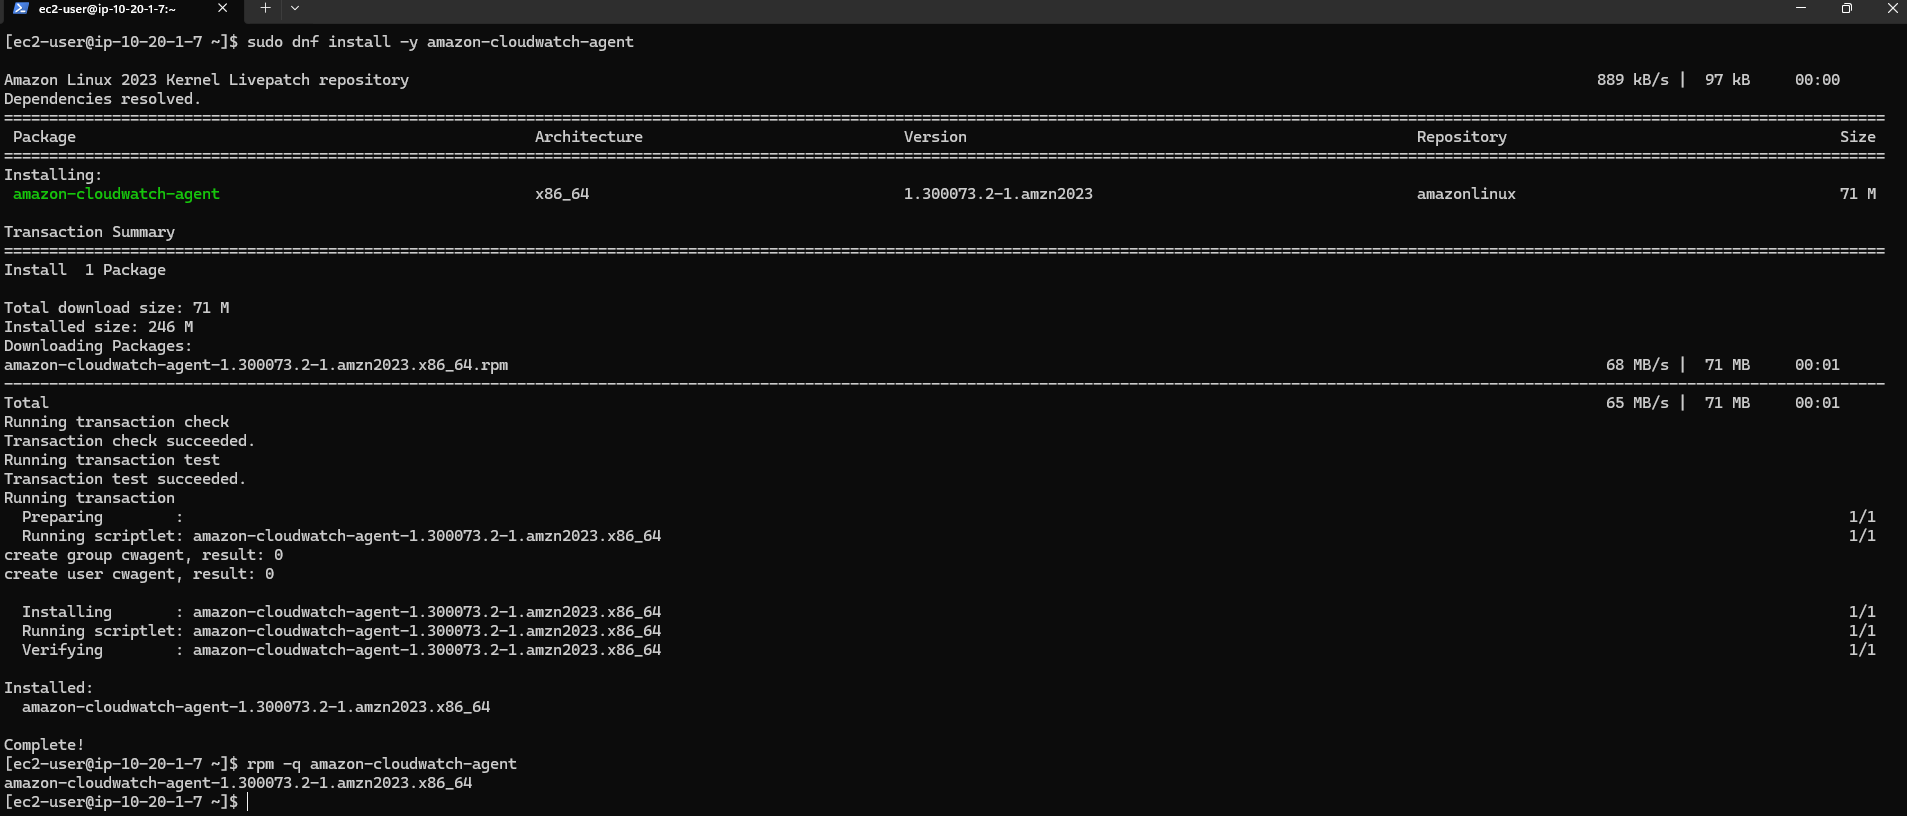 ec2-user@ip-10-20-1-7:~
[ec2-user@ip-10-20-1-7 ~]$ sudo dnf install -y amazon-cloudwatch-agent
Amazon Linux 2023 Kernel Livepatch repository 889 kB/s | 97 kB 00:00
Dependencies resolved.
Package Architecture Version Repository Size
Installing:
amazon-cloudwatch-agent x86_64 1.300073.2-1.amzn2023 amazonlinux 71 M
Transaction Summary
Install 1 Package
Total download size: 71 M
Installed size: 246 M
Downloading Packages:
amazon-cloudwatch-agent-1.300073.2-1.amzn2023.x86_64.rpm 68 MB/s | 71 MB 00:01
Total 65 MB/s | 71 MB 00:01
Running transaction check
Transaction check succeeded.
Running transaction test
Transaction test succeeded.
Running transaction
Preparing : 1/1
Running scriptlet: amazon-cloudwatch-agent-1.300073.2-1.amzn2023.x86_64 1/1
create group cwagent, result: 0
create user cwagent, result: 0
Installing : amazon-cloudwatch-agent-1.300073.2-1.amzn2023.x86_64 1/1
Running scriptlet: amazon-cloudwatch-agent-1.300073.2-1.amzn2023.x86_64 1/1
Verifying : amazon-cloudwatch-agent-1.300073.2-1.amzn2023.x86_64 1/1
Installed:
amazon-cloudwatch-agent-1.300073.2-1.amzn2023.x86_64
Complete!
[ec2-user@ip-10-20-1-7 ~]$ rpm -q amazon-cloudwatch-agent
amazon-cloudwatch-agent-1.300073.2-1.amzn2023.x86_64
[ec2-user@ip-10-20-1-7 ~]$